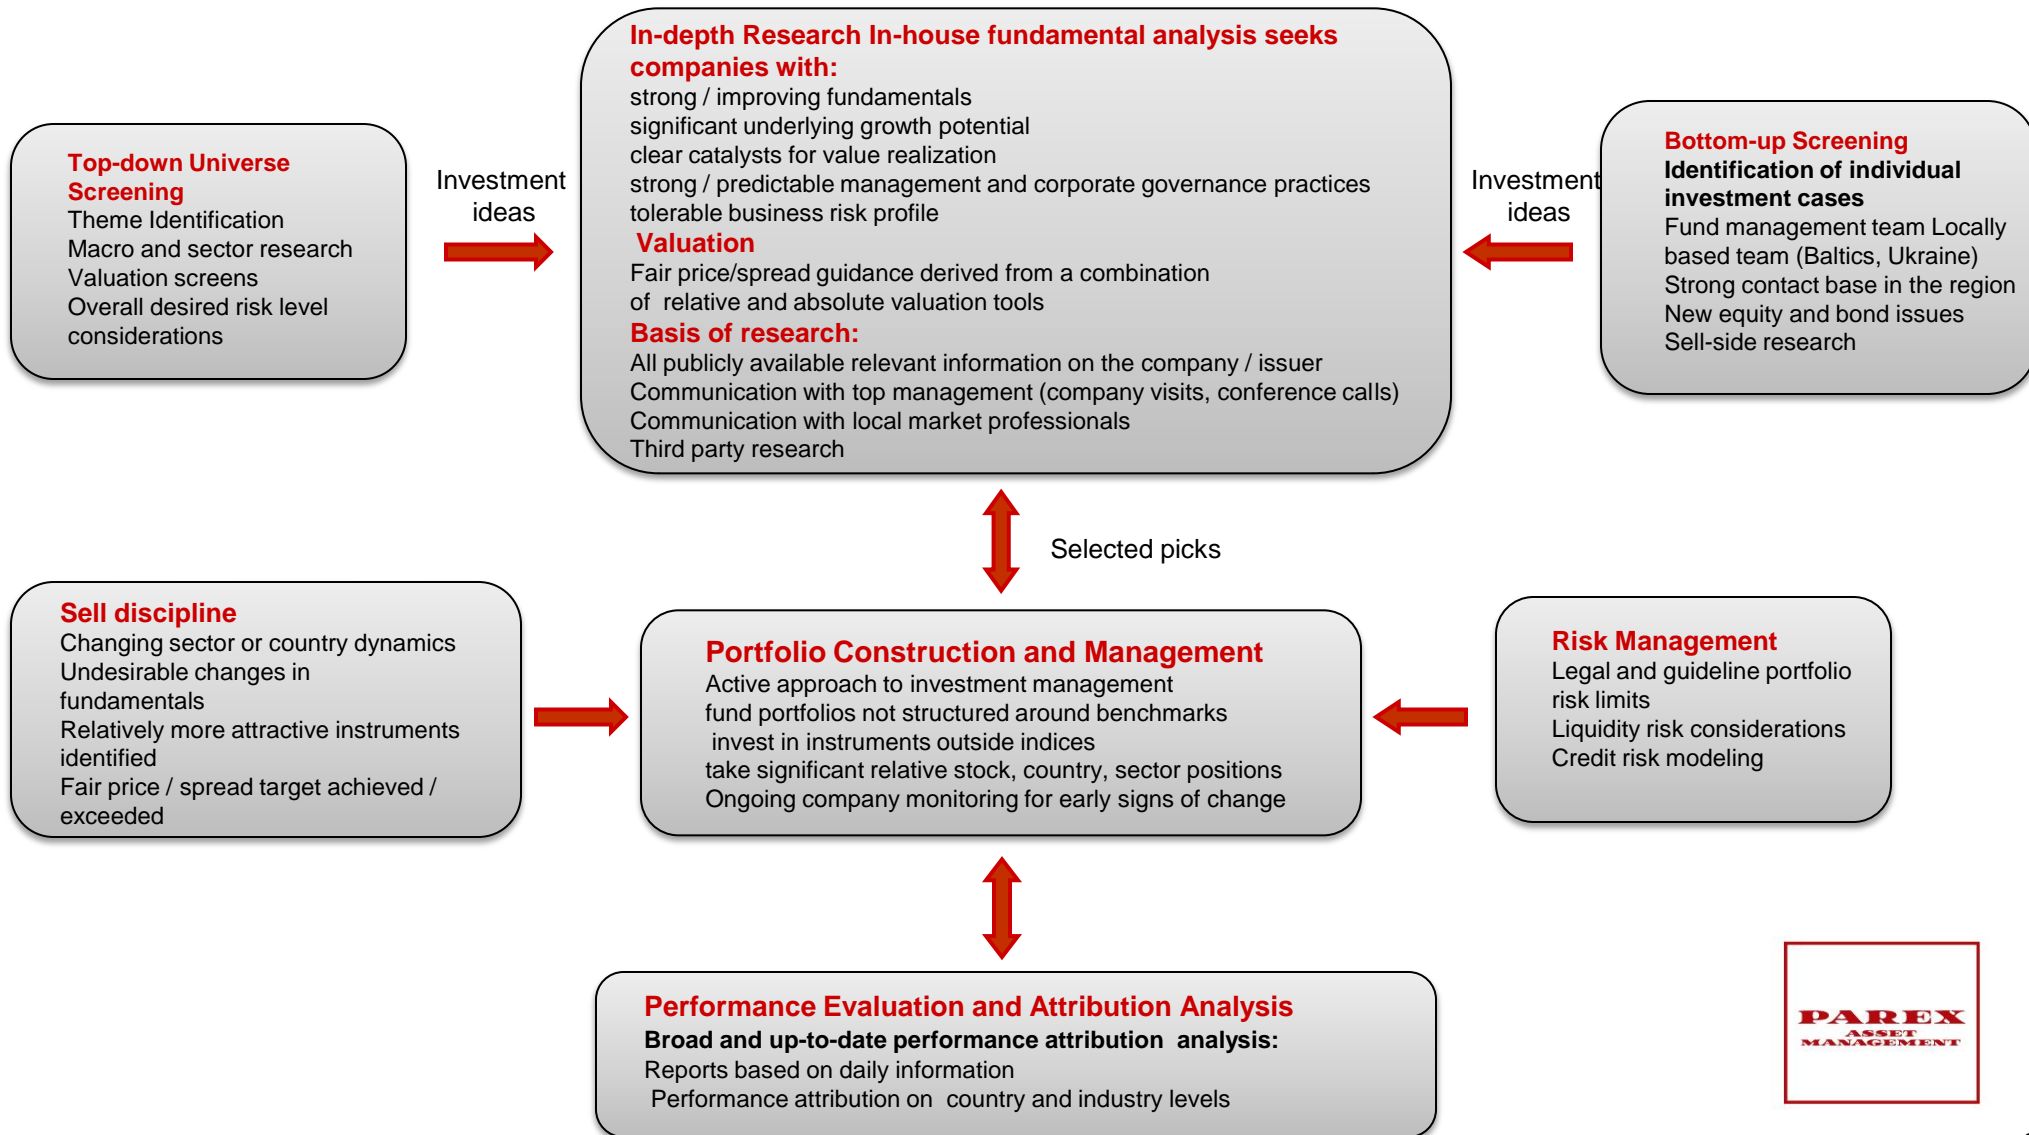 In-depth Research In-house fundamental analysis seeks
companies with:
strong / improving fundamentals
significant underlying growth potential
clear catalysts for value realization
strong / predictable management and corporate governance practices
tolerable business risk profile
Valuation
Fair price/spread guidance derived from a combination
of relative and absolute valuation tools
Basis of research:
All publicly available relevant information on the company / issuer
Communication with top management (company visits, conference calls)
Communication with local market professionals
Third party research
Top-down Universe
Screening
Theme Identification
Macro and sector research
Valuation screens
Overall desired risk level
considerations
Investment
ideas
Investment
ideas
Bottom-up Screening
Identification of individual
investment cases
Fund management team Locally
based team (Baltics, Ukraine)
Strong contact base in the region
New equity and bond issues
Sell-side research
Selected picks
Sell discipline
Changing sector or country dynamics
Undesirable changes in
fundamentals
Relatively more attractive instruments
identified
Fair price / spread target achieved /
exceeded
Portfolio Construction and Management
Active approach to investment management
fund portfolios not structured around benchmarks
invest in instruments outside indices
take significant relative stock, country, sector positions
Ongoing company monitoring for early signs of change
Risk Management
Legal and guideline portfolio
risk limits
Liquidity risk considerations
Credit risk modeling
Performance Evaluation and Attribution Analysis
Broad and up-to-date performance attribution analysis:
Reports based on daily information
Performance attribution on country and industry levels
PAREX
ASSET
MANAGEMENT